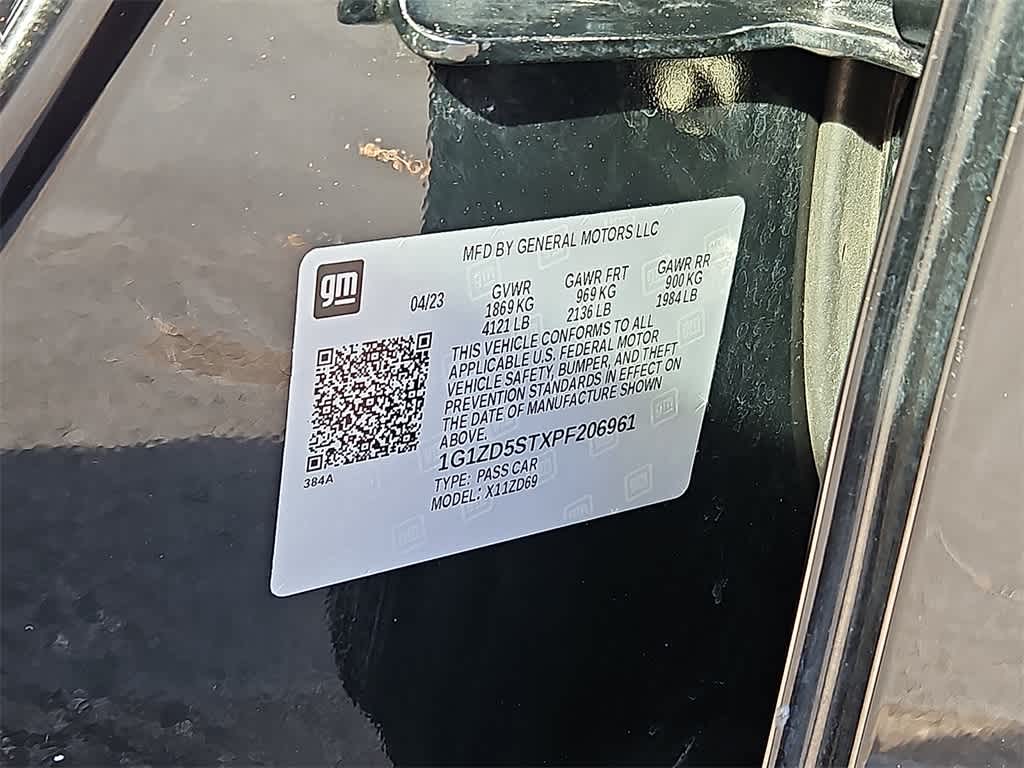 MFD BY GENERAL MOTORS LLC
gm
04/23
GVWR
1869 KG
4121 LB
GAWR FRT
969 KG
2136 LB
GAWR RR
900 KG
1984 LB
THIS VEHICLE CONFORMS TO ALL
APPLICABLE U.S. FEDERAL MOTOR
VEHICLE SAFETY, BUMPER, AND THEFT
PREVENTION STANDARDS IN EFFECT ON
THE DATE OF MANUFACTURE SHOWN
ABOVE.
1G1ZD5STXPF206961
TYPE: PASS CAR
MODEL: X11ZD69
384A